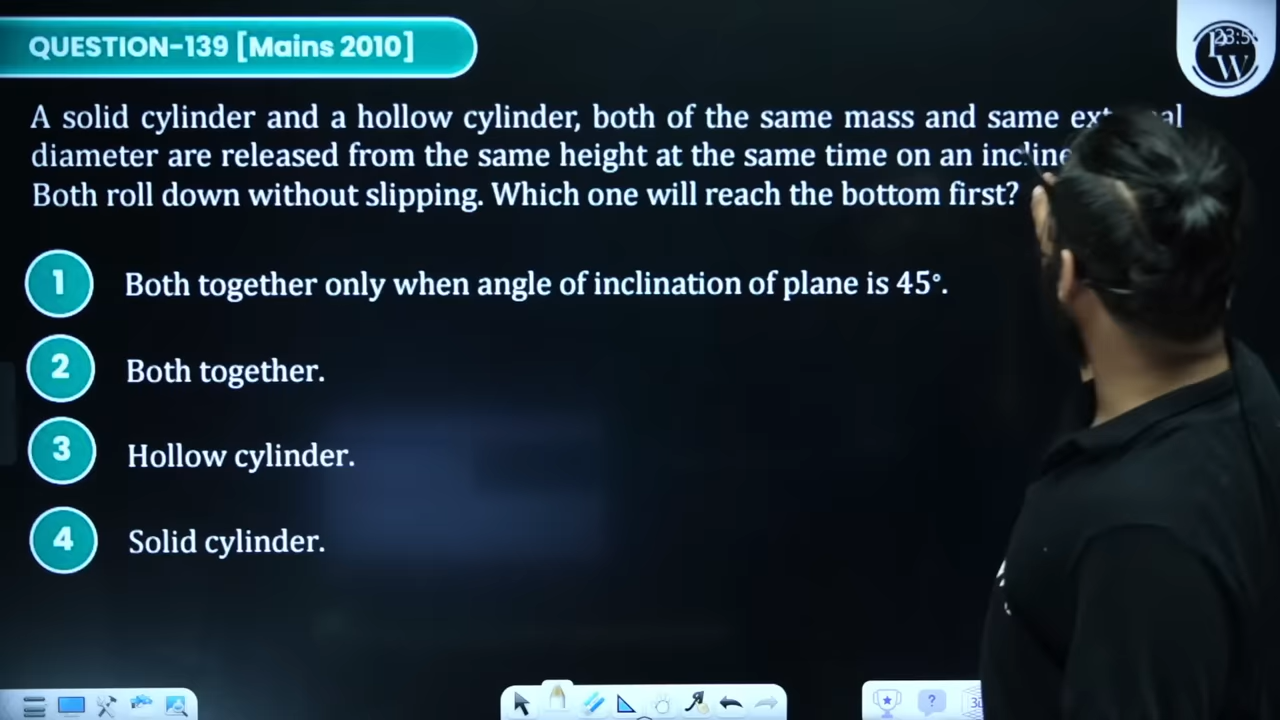 QUESTION-139 [Mains 2010]
A solid cylinder and a hollow cylinder, both of the same mass and same
diameter are released from the same height at the same time on an
Both roll down without slipping. Which one will reach the bottom first?
1 Both together only when angle of inclination of plane is 45°.
2 Both together.
3 Hollow cylinder.
4 Solid cylinder.